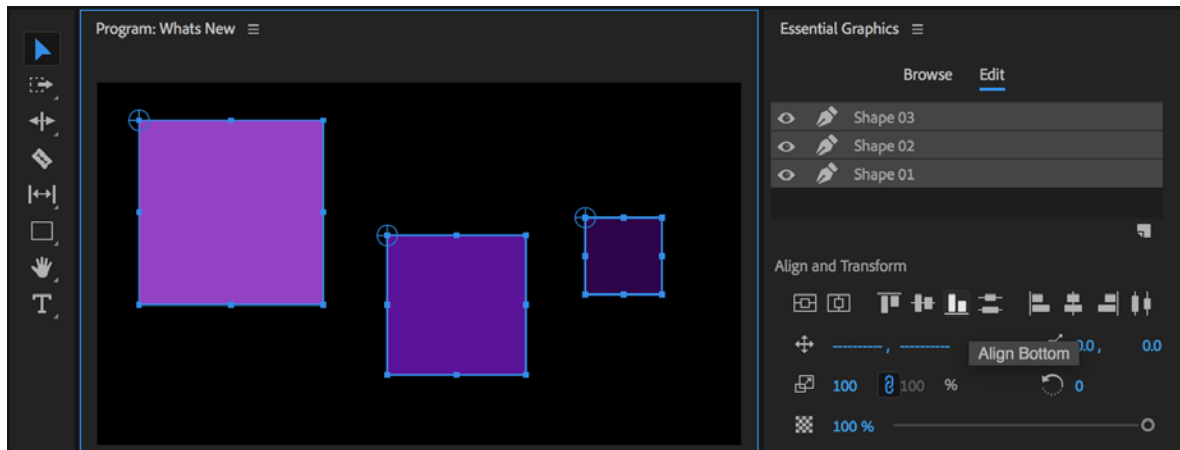 Program: Whats New
Essential Graphics
Browse Edit
Shape 03
Shape 02
Shape 01
Align and Transform
----------, ---------- 0.0, 0.0
Align Bottom
100 100 % 0
100 %
T